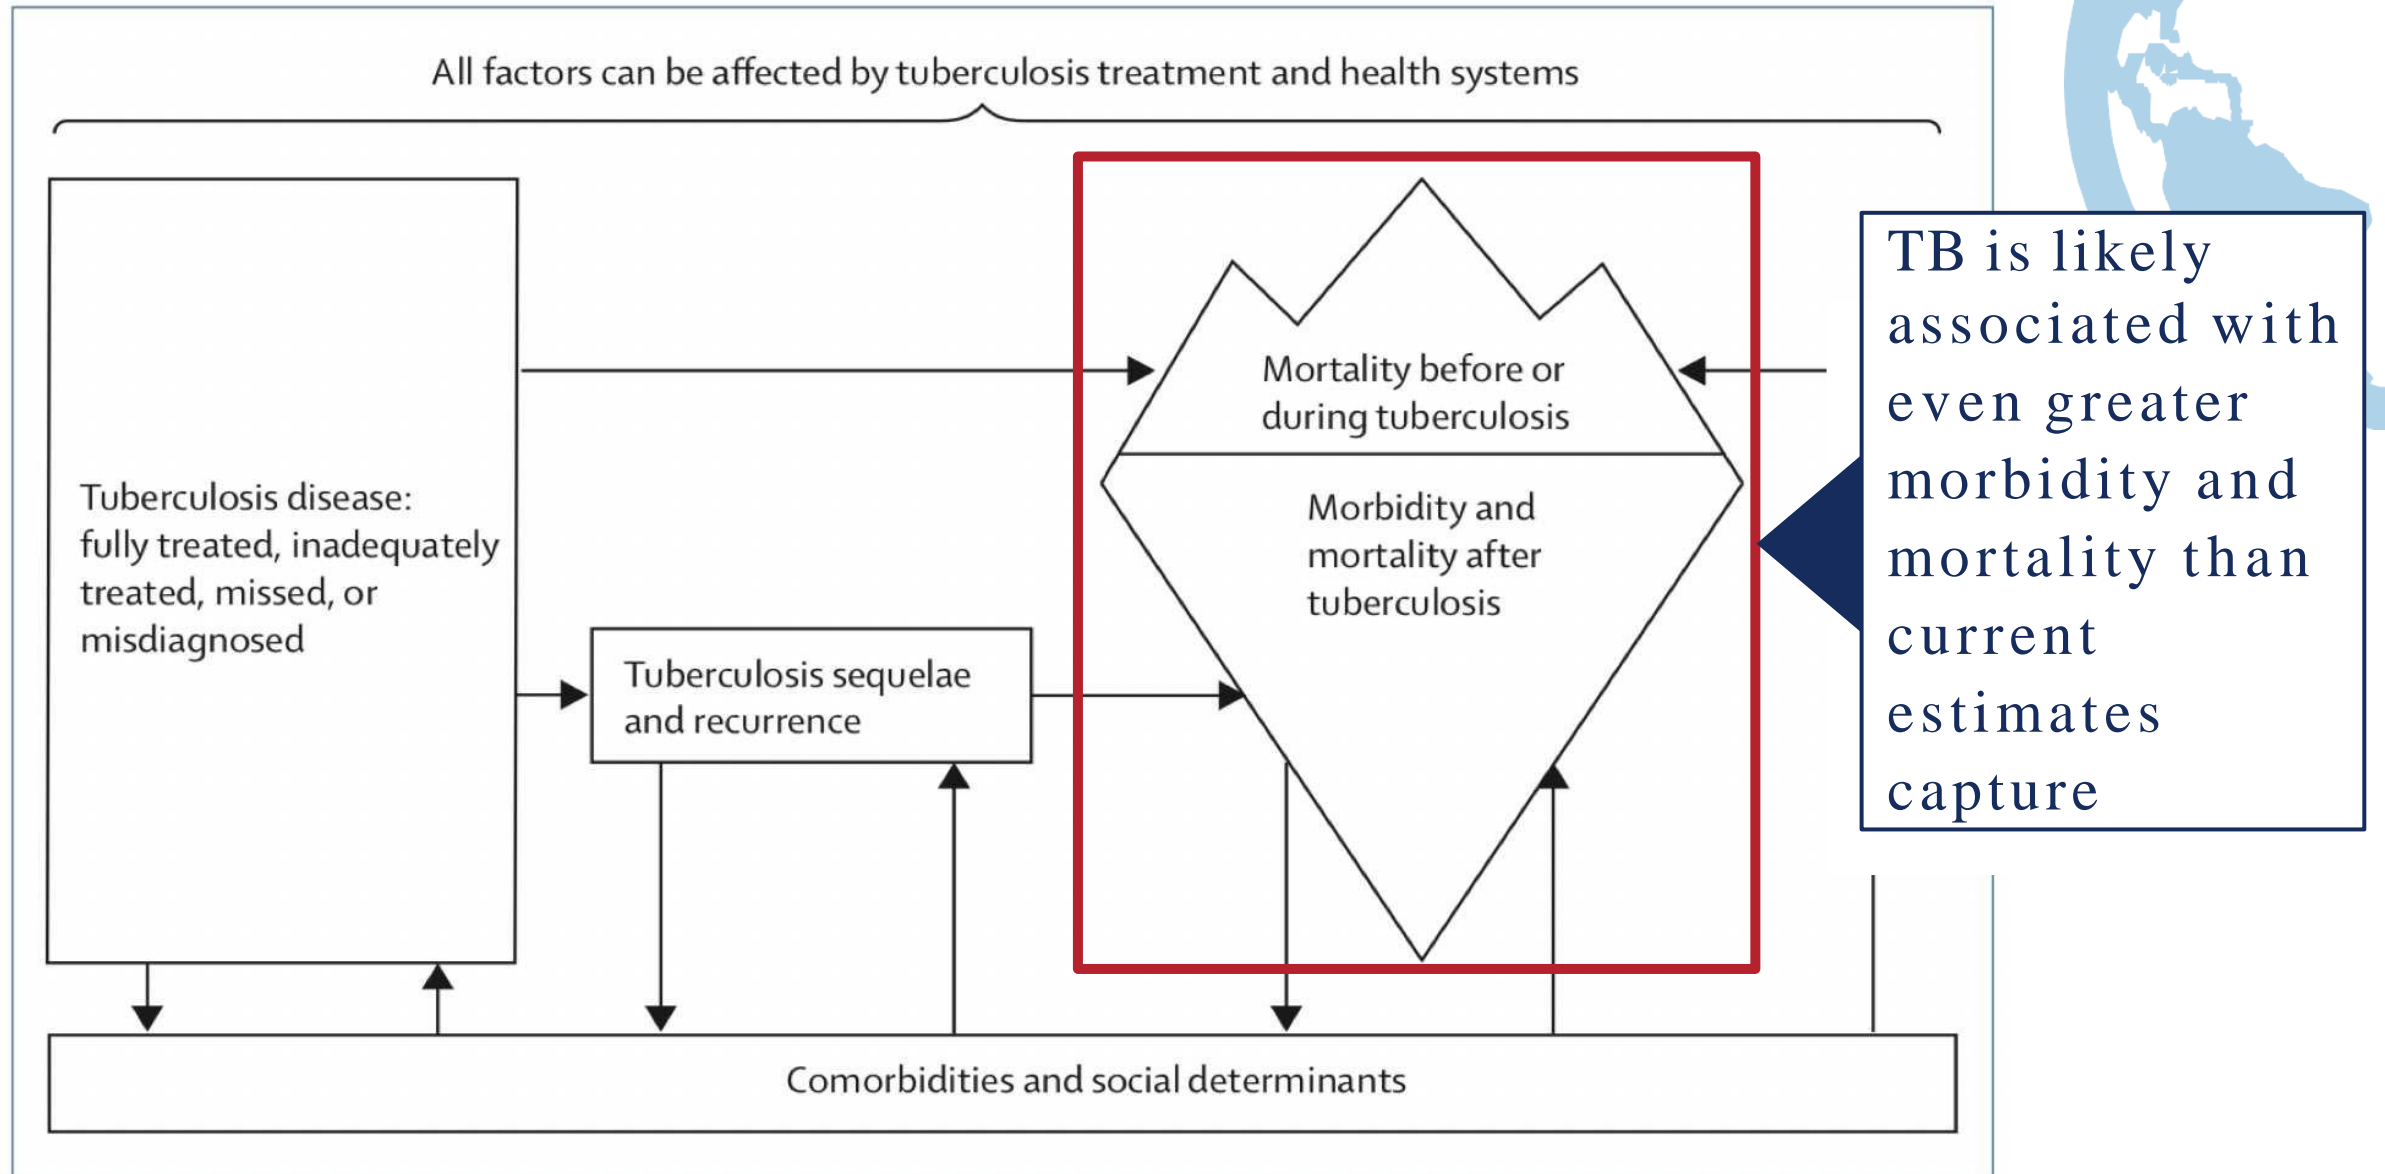 All factors can be affected by tuberculosis treatment and health systems
Tuberculosis disease:
fully treated, inadequately
treated, missed, or
misdiagnosed
Tuberculosis sequelae
and recurrence
Mortality before or
during tuberculosis
Morbidity and
mortality after
tuberculosis
TB is likely
associated with
even greater
morbidity and
mortality than
current
estimates
capture
Comorbidities and social determinants